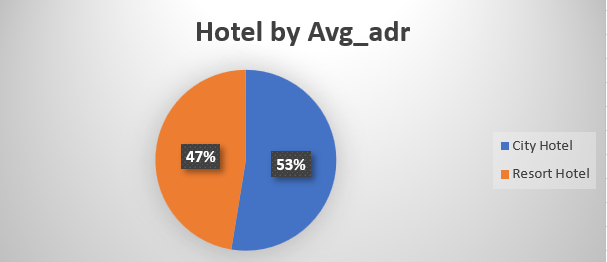 Hotel by Avg_adr
47%
53%
City Hotel
Resort Hotel